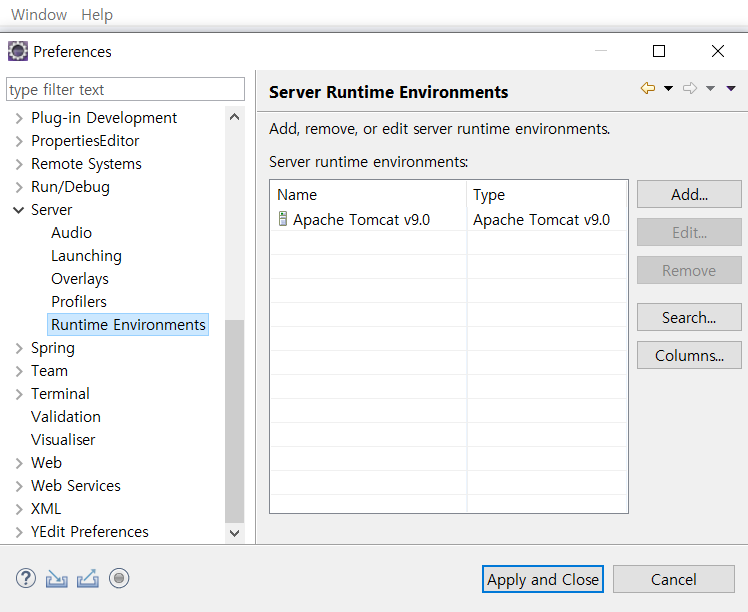 Window Help
Preferences
type filter text
Plug-in Development
PropertiesEditor
Remote Systems
Run/Debug
Server
Audio
Launching
Overlays
Profilers
Runtime Environments
Spring
Team
Terminal
Validation
Visualiser
Web
Web Services
XML
YEdit Preferences
Server Runtime Environments
Add, remove, or edit server runtime environments.
Server runtime environments:
Name Type
Apache Tomcat v9.0 Apache Tomcat v9.0
Add...
Edit...
Remove
Search...
Columns...
?
Apply and Close Cancel